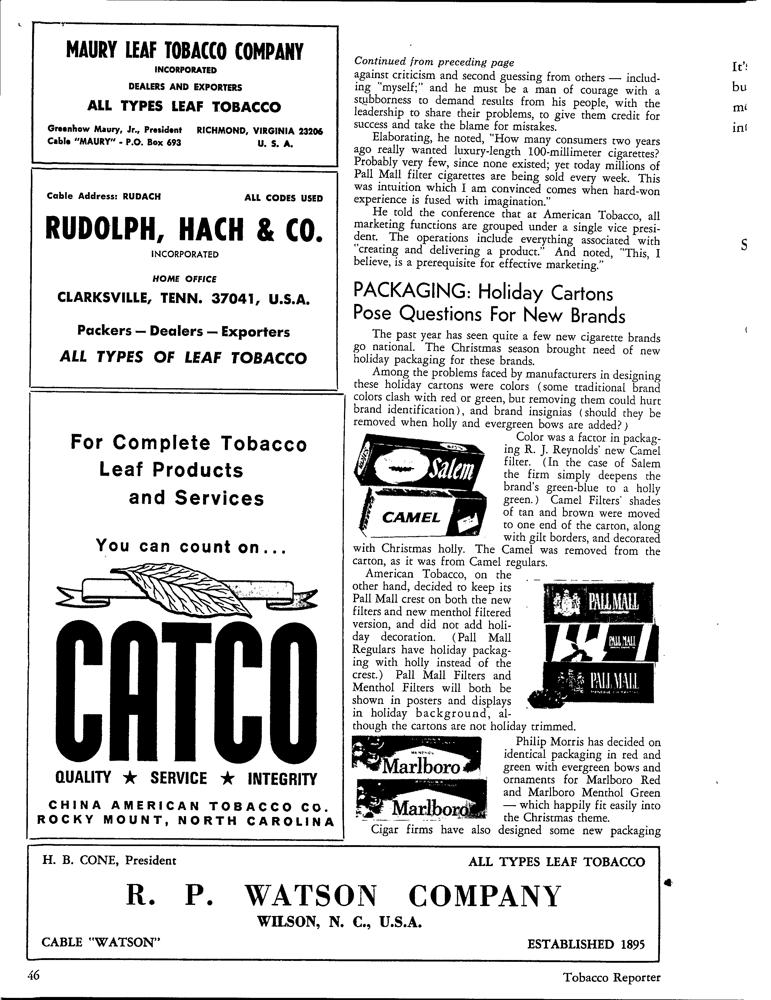 MAURY LEAF TOBACCO COMPANY
INCORPORATED
DEALERS AND EXPORTERS
ALL TYPES LEAF TOBACCO
Greenhow Maury, Jr., President RICHMOND, VIRGINIA 23206
Cable "MAURY" - P.O. Box 693 U. S. A.
Cable Address: RUDACH ALL CODES USED
RUDOLPH, HACH & CO.
INCORPORATED
HOME OFFICE
CLARKSVILLE, TENN. 37041, U.S.A.
Packers — Dealers — Exporters
ALL TYPES OF LEAF TOBACCO
For Complete Tobacco
Leaf Products
and Services
You can count on...
CATCO
QUALITY ★ SERVICE ★ INTEGRITY
CHINA AMERICAN TOBACCO CO.
ROCKY MOUNT, NORTH CAROLINA
Continued from preceding page
against criticism and second guessing from others — includ-
ing "myself;" and he must be a man of courage with a
stubborness to demand results from his people, with the
leadership to share their problems, to give them credit for
success and take the blame for mistakes.
Elaborating, he noted, "How many consumers two years
ago really wanted luxury-length 100-millimeter cigarettes?
Probably very few, since none existed; yet today millions of
Pall Mall filter cigarettes are being sold every week. This
was intuition which I am convinced comes when hard-won
experience is fused with imagination."
He told the conference that at American Tobacco, all
marketing functions are grouped under a single vice presi-
dent. The operations include everything associated with
"creating and delivering a product." And noted, "This, I
believe, is a prerequisite for effective marketing."
PACKAGING: Holiday Cartons
Pose Questions For New Brands
The past year has seen quite a few new cigarette brands
go national. The Christmas season brought need of new
holiday packaging for these brands.
Among the problems faced by manufacturers in designing
these holiday cartons were colors (some traditional brand
colors clash with red or green, but removing them could hurt
brand identification), and brand insignias (should they be
removed when holly and evergreen bows are added?)
Salem
CAMEL
Color was a factor in packag-
ing R. J. Reynolds' new Camel
filter. (In the case of Salem
the firm simply deepens the
brand's green-blue to a holly
green.) Camel Filters' shades
of tan and brown were moved
to one end of the carton, along
with gilt borders, and decorated
with Christmas holly. The Camel was removed from the
carton, as it was from Camel regulars.
American Tobacco, on the
other hand, decided to keep its
Pall Mall crest on both the new
filters and new menthol filtered
version, and did not add holi-
day decoration. (Pall Mall
Regulars have holiday packag-
ing with holly instead of the
crest.) Pall Mall Filters and
Menthol Filters will both be
shown in posters and displays
in holiday background, al-
though the cartons are not holiday trimmed.
PALL MALL
PALL MALL
PALL MALL
Marlboro
Marlboro
Philip Morris has decided on
identical packaging in red and
green with evergreen bows and
ornaments for Marlboro Red
and Marlboro Menthol Green
— which happily fit easily into
the Christmas theme.
Cigar firms have also designed some new packaging
It's
bu
int
S
H. B. CONE, President ALL TYPES LEAF TOBACCO
R. P. WATSON COMPANY
WILSON, N. C., U.S.A.
CABLE "WATSON" ESTABLISHED 1895
46 Tobacco Reporter